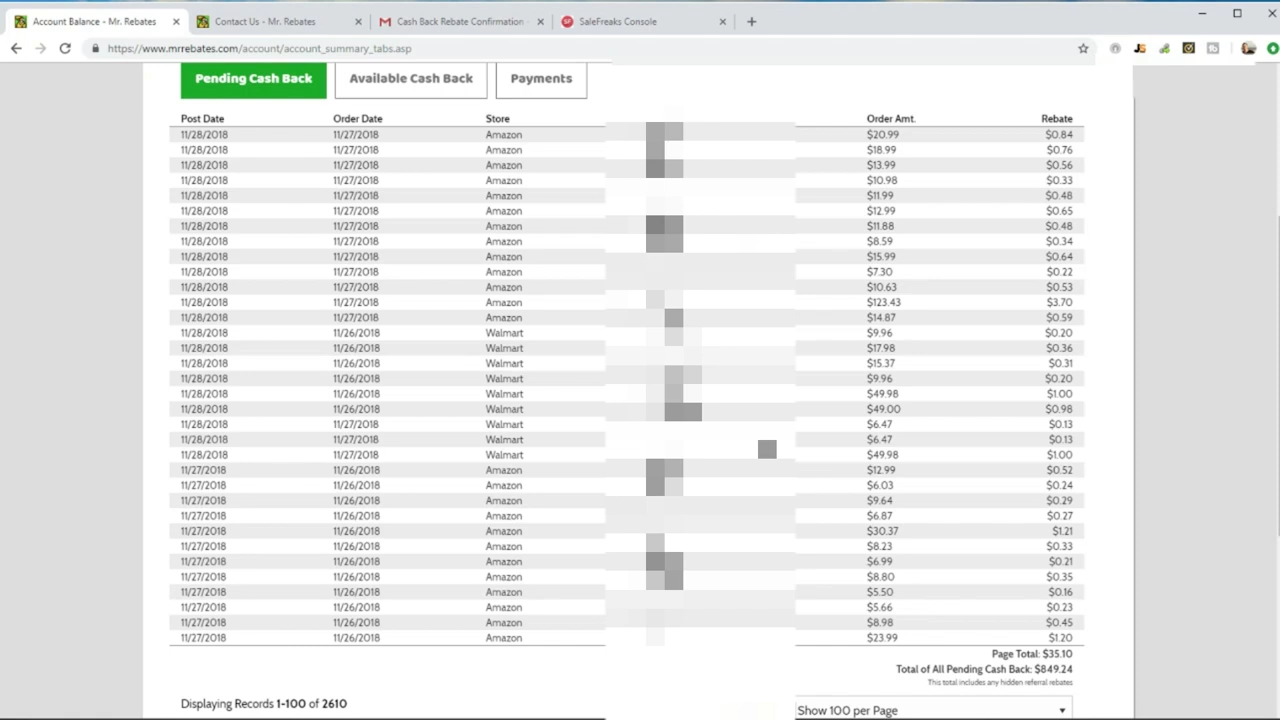 Account Balance - Mr. Rebates
Contact Us - Mr. Rebates
Cash Back Rebate Confirmation
SaleFreaks Console
https://www.mrrebates.com/account/account_summary_tabs.asp
Pending Cash Back Available Cash Back Payments
Post Date Order Date Store Order Amt. Rebate
11/28/2018 11/27/2018 Amazon $20.99 $0.84
11/28/2018 11/27/2018 Amazon $18.99 $0.76
11/28/2018 11/27/2018 Amazon $13.99 $0.56
11/28/2018 11/27/2018 Amazon $10.98 $0.33
11/28/2018 11/27/2018 Amazon $11.99 $0.48
11/28/2018 11/27/2018 Amazon $12.99 $0.65
11/28/2018 11/27/2018 Amazon $11.88 $0.48
11/28/2018 11/27/2018 Amazon $8.59 $0.34
11/28/2018 11/27/2018 Amazon $15.99 $0.64
11/28/2018 11/27/2018 Amazon $7.30 $0.22
11/28/2018 11/27/2018 Amazon $10.63 $0.53
11/28/2018 11/27/2018 Amazon $123.43 $3.70
11/28/2018 11/27/2018 Amazon $14.87 $0.59
11/28/2018 11/26/2018 Walmart $9.96 $0.20
11/28/2018 11/26/2018 Walmart $17.98 $0.36
11/28/2018 11/26/2018 Walmart $15.37 $0.31
11/28/2018 11/26/2018 Walmart $9.96 $0.20
11/28/2018 11/26/2018 Walmart $49.98 $1.00
11/28/2018 11/26/2018 Walmart $49.00 $0.98
11/28/2018 11/27/2018 Walmart $6.47 $0.13
11/28/2018 11/27/2018 Walmart $6.47 $0.13
11/28/2018 11/27/2018 Walmart $49.98 $1.00
11/27/2018 11/26/2018 Amazon $12.99 $0.52
11/27/2018 11/26/2018 Amazon $6.03 $0.24
11/27/2018 11/26/2018 Amazon $9.64 $0.29
11/27/2018 11/26/2018 Amazon $6.87 $0.27
11/27/2018 11/26/2018 Amazon $30.37 $1.21
11/27/2018 11/26/2018 Amazon $8.23 $0.33
11/27/2018 11/26/2018 Amazon $6.99 $0.21
11/27/2018 11/26/2018 Amazon $8.80 $0.35
11/27/2018 11/26/2018 Amazon $5.50 $0.16
11/27/2018 11/26/2018 Amazon $5.66 $0.23
11/27/2018 11/26/2018 Amazon $8.98 $0.45
11/27/2018 11/26/2018 Amazon $23.99 $1.20
Page Total: $35.10
Total of All Pending Cash Back: $849.24
This total includes any hidden referral rebates
Displaying Records 1-100 of 2610
Show 100 per Page